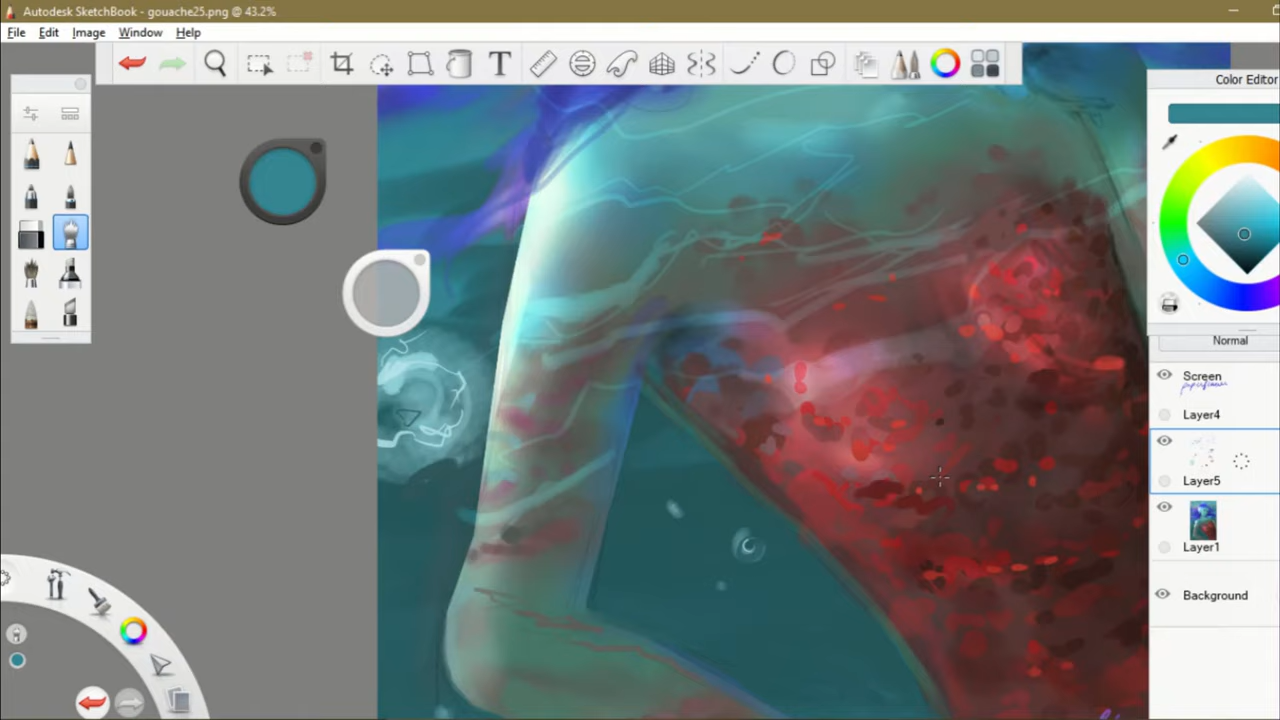 Autodesk SketchBook - gouache25.png @ 43.2%
File Edit Image Window Help
T
Color Editor
Normal
Screen
Layer4
Layer5
Layer1
Background